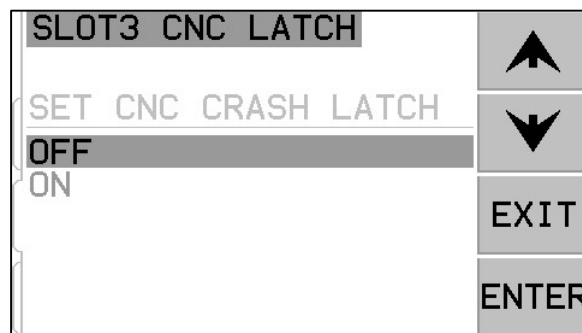 SLOT3 CNC LATCH
SET CNC CRASH LATCH
OFF
ON
EXIT
ENTER